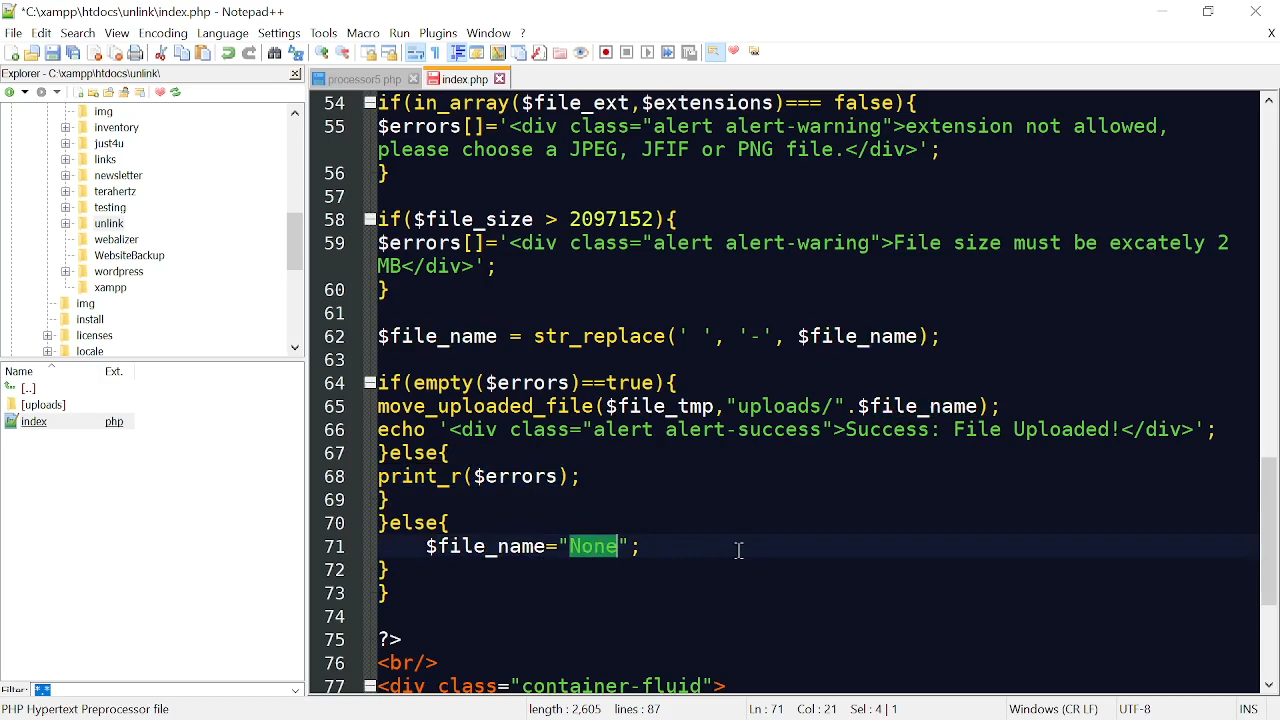 *C:\xampp\htdocs\unlink\index.php - Notepad++
File Edit Search View Encoding Language Settings Tools Macro Run Plugins Window ? X
Explorer - C:\xampp\htdocs\unlink\
processor5 php
index.php
img
inventory
just4u
links
newsletter
terahertz
testing
unlink
webalizer
WebsiteBackup
wordpress
xampp
img
install
licenses
locale
Name Ext.
[..]
[uploads]
index php
Filter: *.*
54 if(in_array($file_ext,$extensions)=== false){
55 $errors[]='<div class="alert alert-warning">extension not allowed,
please choose a JPEG, JFIF or PNG file.</div>';
56 }
57
58 if($file_size > 2097152){
59 $errors[]='<div class="alert alert-waring">File size must be excately 2
MB</div>';
60 }
61
62 $file_name = str_replace(' ', '-', $file_name);
63
64 if(empty($errors)==true){
65 move_uploaded_file($file_tmp,"uploads/".$file_name);
66 echo '<div class="alert alert-success">Success: File Uploaded!</div>';
67 }else{
68 print_r($errors);
69 }
70 }else{
71 $file_name="None";
72 }
73 }
74
75 ?>
76 <br/>
77 <div class="container-fluid">
PHP Hypertext Preprocessor file length : 2,605 lines : 87 Ln : 71 Col : 21 Sel : 4 | 1 Windows (CR LF) UTF-8 INS